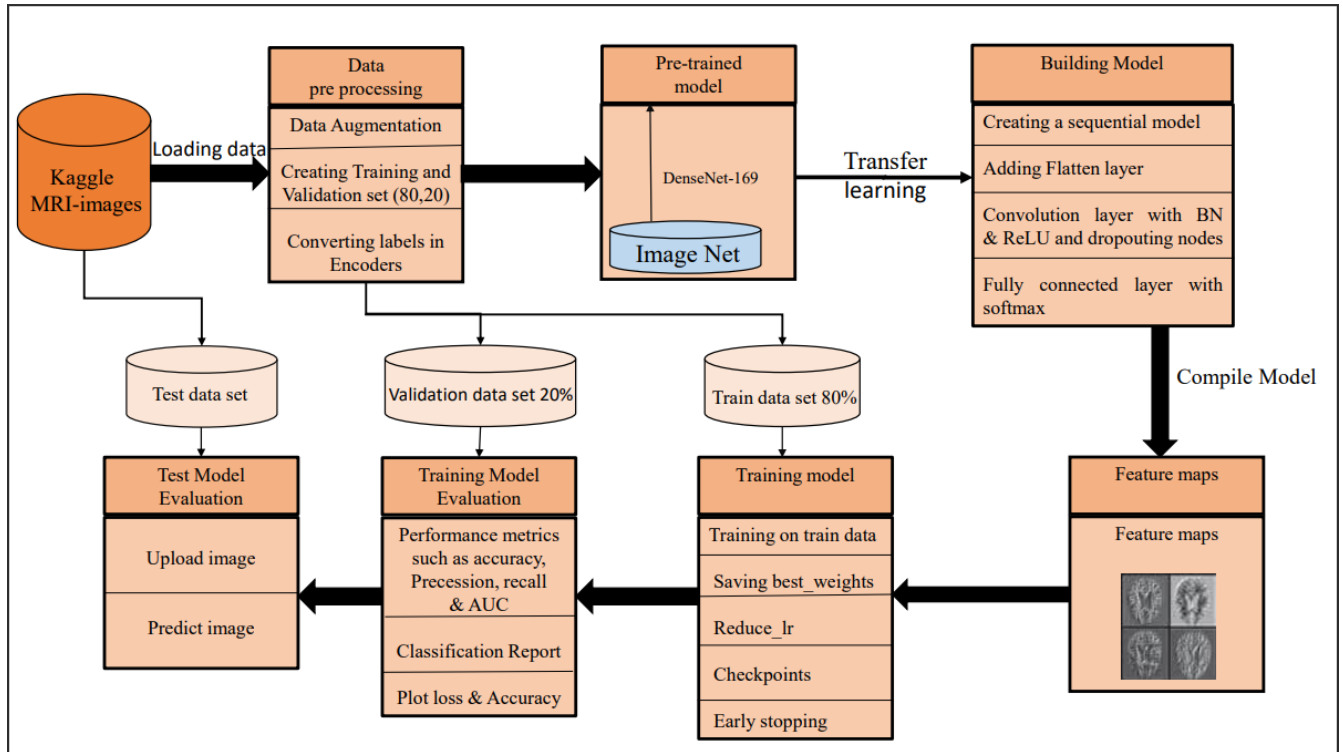 Kaggle
MRI-images
Loading data
Data
pre processing
Data Augmentation
Creating Training and
Validation set (80,20)
Converting labels in
Encoders
Pre-trained
model
DenseNet-169
Image Net
Transfer
learning
Building Model
Creating a sequential model
Adding Flatten layer
Convolution layer with BN
& ReLU and dropouting nodes
Fully connected layer with
softmax
Compile Model
Test data set
Validation data set 20%
Train data set 80%
Test Model
Evaluation
Upload image
Predict image
Training Model
Evaluation
Performance metrics
such as accuracy,
Precession, recall
& AUC
Classification Report
Plot loss & Accuracy
Training model
Training on train data
Saving best_weights
Reduce_lr
Checkpoints
Early stopping
Feature maps
Feature maps